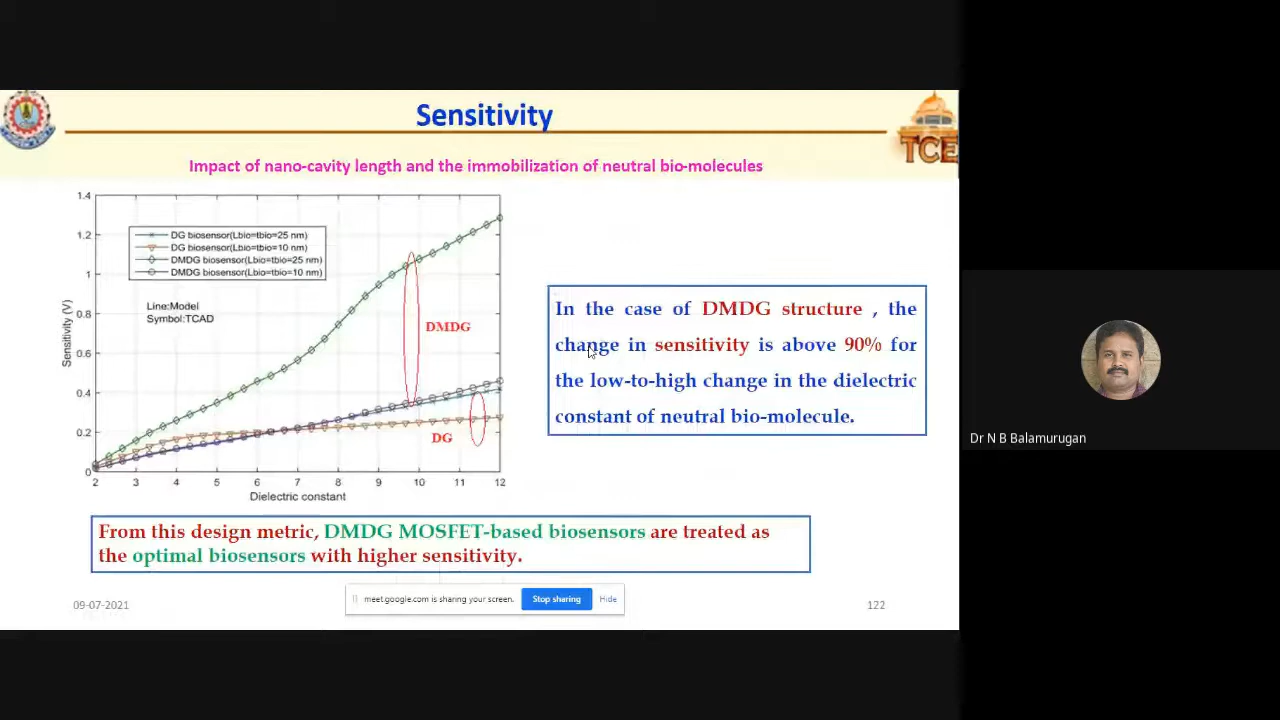 Sensitivity
TCE
Impact of nano-cavity length and the immobilization of neutral bio-molecules
1.4
1.2
1
0.8
0.6
0.4
0.2
0
Sensitivity (V)
DG biosensor(Lbio=tbio=25 nm)
DG biosensor(Lbio=tbio=10 nm)
DMDG biosensor(Lbio=tbio=25 nm)
DMDG biosensor(Lbio=tbio=10 nm)
Line:Model
Symbol:TCAD
DMDG
DG
2 3 4 5 6 7 8 9 10 11 12
Dielectric constant
In the case of DMDG structure , the
change in sensitivity is above 90% for
the low-to-high change in the dielectric
constant of neutral bio-molecule.
From this design metric, DMDG MOSFET-based biosensors are treated as
the optimal biosensors with higher sensitivity.
meet.google.com is sharing your screen.
Stop sharing
Hide
09-07-2021
122
Dr N B Balamurugan